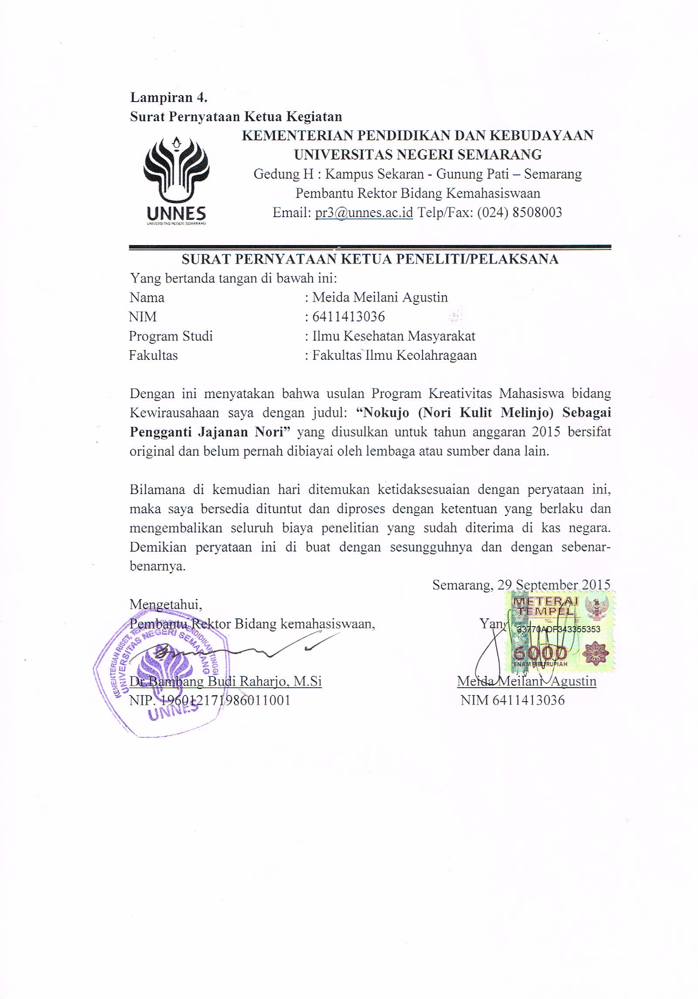 Lampiran 4.
Surat Pernyataan Ketua Kegiatan
KEMENTERIAN PENDIDIKAN DAN KEBUDAYAAN
UNIVERSITAS NEGERI SEMARANG
Gedung H : Kampus Sekaran - Gunung Pati – Semarang
Pembantu Rektor Bidang Kemahasiswaan
Email: pr3@unnes.ac.id Telp/Fax: (024) 8508003
UNNES
UNIVERSITAS NEGERI SEMARANG
SURAT PERNYATAAN KETUA PENELITI/PELAKSANA
Yang bertanda tangan di bawah ini:
Nama : Meida Meilani Agustin
NIM : 6411413036
Program Studi : Ilmu Kesehatan Masyarakat
Fakultas : Fakultas Ilmu Keolahragaan
Dengan ini menyatakan bahwa usulan Program Kreativitas Mahasiswa bidang
Kewirausahaan saya dengan judul: “Nokujo (Nori Kulit Melinjo) Sebagai
Pengganti Jajanan Nori” yang diusulkan untuk tahun anggaran 2015 bersifat
original dan belum pernah dibiayai oleh lembaga atau sumber dana lain.
Bilamana di kemudian hari ditemukan ketidaksesuaian dengan peryataan ini,
maka saya bersedia dituntut dan diproses dengan ketentuan yang berlaku dan
mengembalikan seluruh biaya penelitian yang sudah diterima di kas negara.
Demikian peryataan ini di buat dengan sesungguhnya dan dengan sebenar-
benarnya.
Semarang, 29 September 2015
Mengetahui,
Pembantu Rektor Bidang kemahasiswaan, Yang
METERAI
TEMPEL
TGL. 20
33770ADF343355353
6000
ENAM RIBU RUPIAH
KEMENTERIAN RISET, DAN PENDIDIKAN TINGGI
UNIVERSITAS NEGERI SEMARANG
UNNES
Dr Bambang Budi Raharjo, M.Si Meida Meilani Agustin
NIP. 196012171986011001 NIM 6411413036